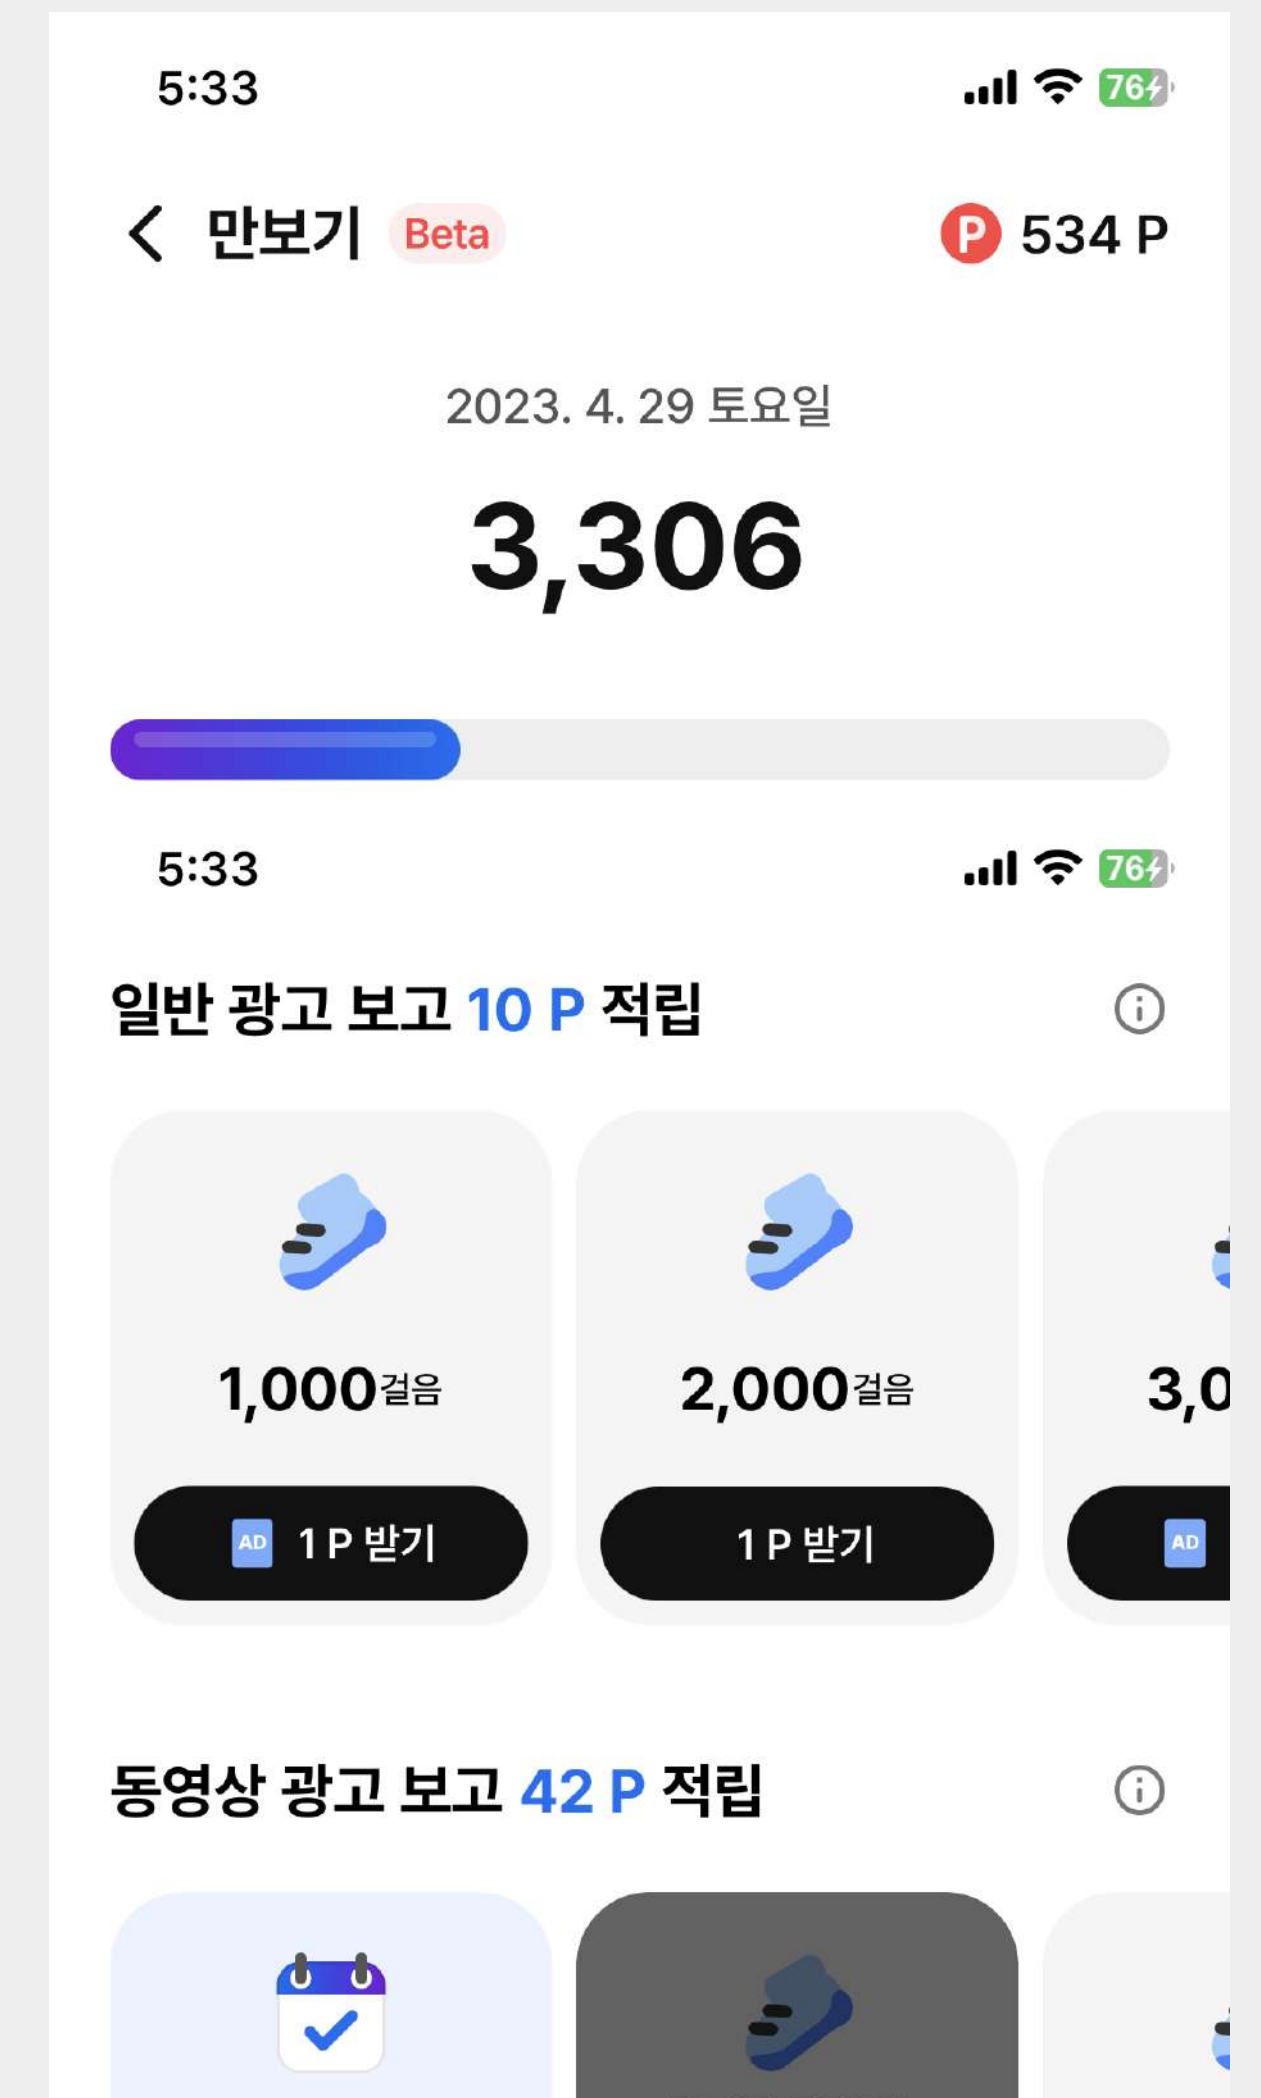 5:33 76
만보기 Beta P 534 P
2023. 4. 29 토요일
3,306
5:33 76
일반 광고 보고 10 P 적립
1,000걸음 2,000걸음 3,0
AD 1 P 받기 1 P 받기 AD
동영상 광고 보고 42 P 적립